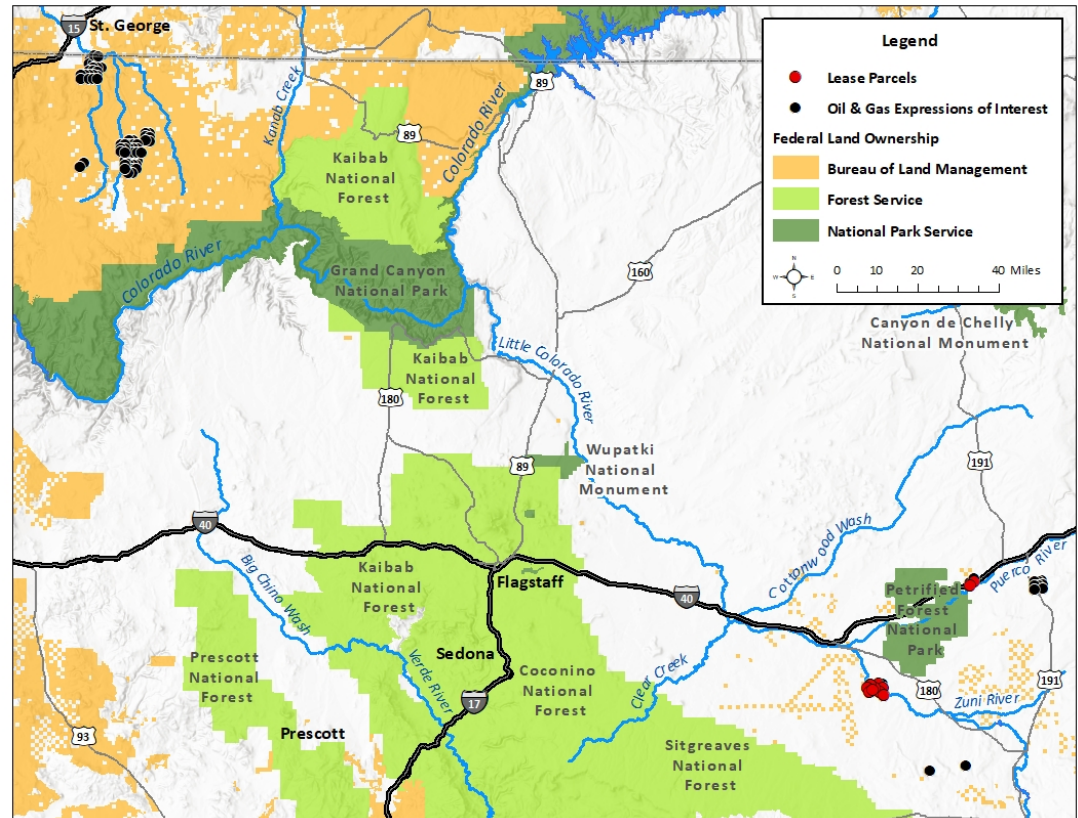 15
St. George
Legend
Lease Parcels
Oil & Gas Expressions of Interest
Federal Land Ownership
Bureau of Land Management
Forest Service
National Park Service
W
N
E
S
0 10 20 40 Miles
Kanab Creek
89
Colorado River
89
Kaibab
National
Forest
160
Colorado River
Grand Canyon
National Park
Canyon de Chelly
National Monument
Little Colorado River
Kaibab
National
Forest
180
89
Wupatki
National
Monument
191
40
Big Chino Wash
Kaibab
National
Forest
Flagstaff
40
Cottonwood Wash
Puerco River
Petrified
Forest
National
Park
Prescott
National
Forest
Sedona
Verde River
Coconino
National
Forest
Clear Creek
180
191
Zuni River
17
93
Prescott
Sitgreaves
National
Forest